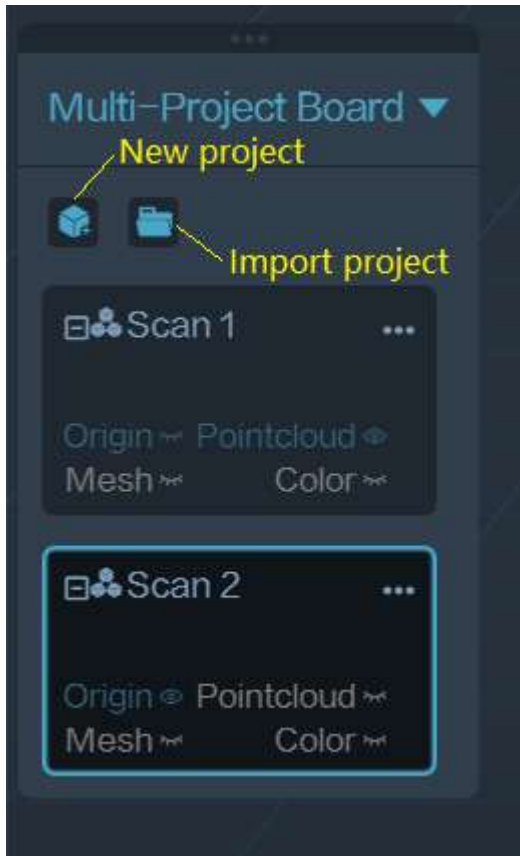 Multi-Project Board
New project
Import project
Scan 1
Origin Pointcloud
Mesh Color
Scan 2
Origin Pointcloud
Mesh Color